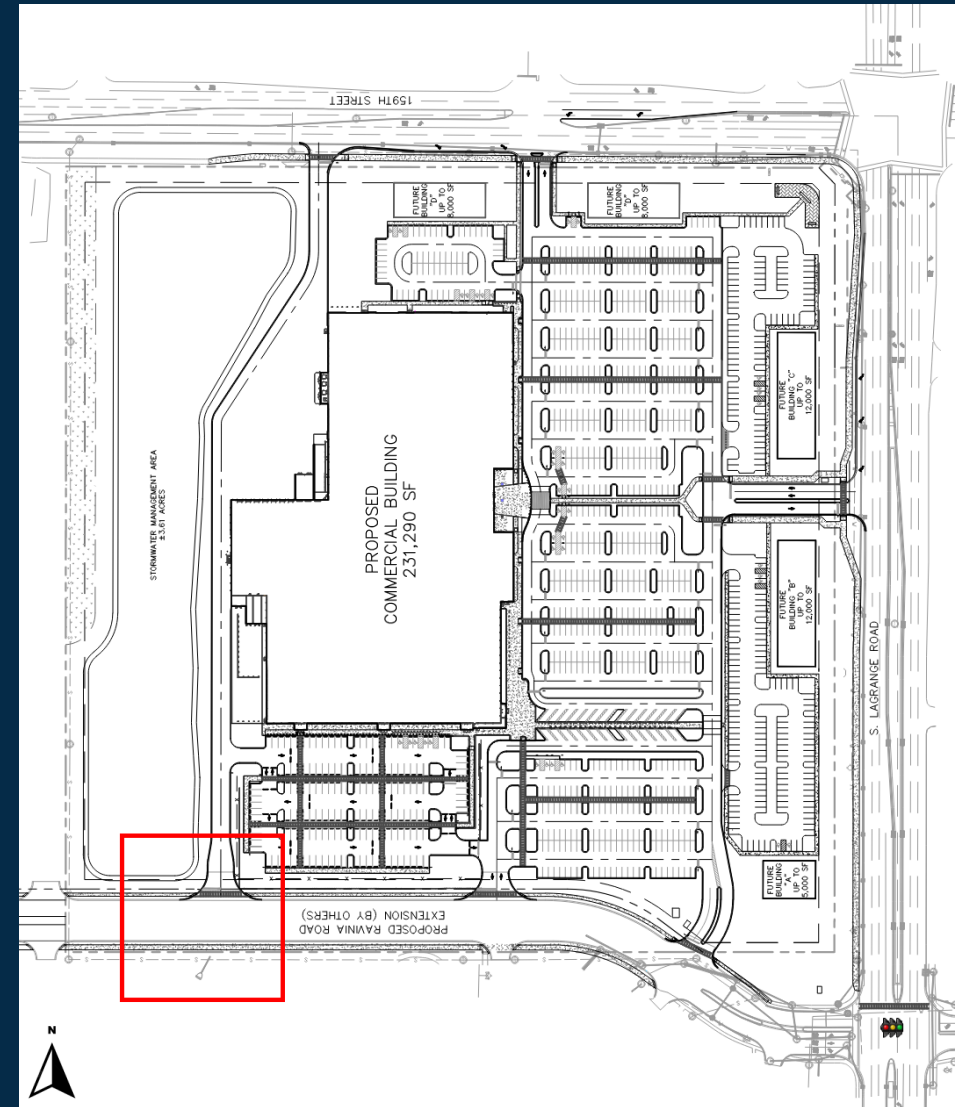 159TH STREET
FUTURE
BUILDING
"D"
UP TO
8,000 SF
FUTURE
BUILDING
"D"
UP TO
8,000 SF
FUTURE
BUILDING "C"
UP TO
12,000 SF
STORMWATER MANAGEMENT AREA
±3.61 ACRES
PROPOSED
COMMERCIAL BUILDING
231,290 SF
FUTURE
BUILDING "B"
UP TO
12,000 SF
S. LAGRANGE ROAD
FUTURE
BUILDING
"A"
UP TO
5,000 SF
PROPOSED RAVINIA ROAD
EXTENSION (BY OTHERS)
N